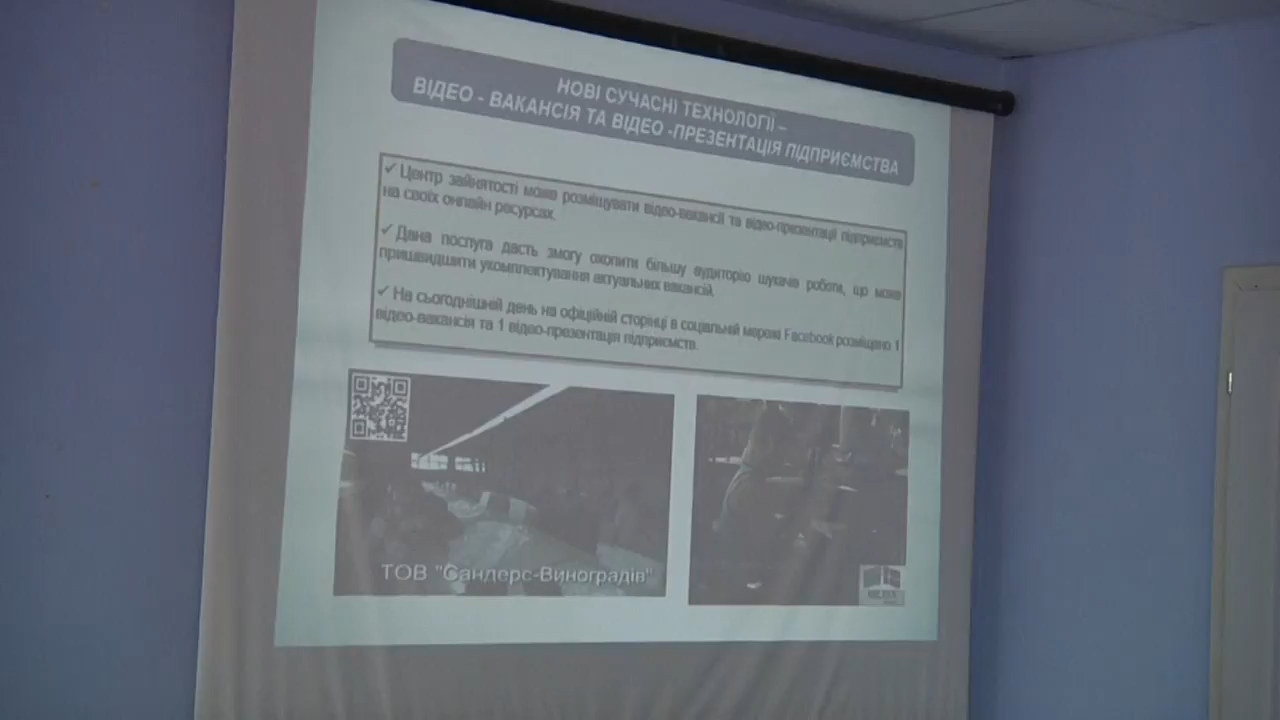 НОВІ СУЧАСНІ ТЕХНОЛОГІЇ –
ВІДЕО - ВАКАНСІЯ ТА ВІДЕО -ПРЕЗЕНТАЦІЯ ПІДПРИЄМСТВА
✓Центр зайнятості може розміщувати відео-вакансії та відео-презентації підприємств
на своїх онлайн ресурсах.
✓Дана послуга дасть змогу охопити більшу аудиторію шукачів роботи, що може
пришвидшити укомплектування актуальних вакансій.
✓На сьогоднішній день на офіційній сторінці в соціальній мережі Facebook розміщено 1
відео-вакансія та 1 відео-презентація підприємств.
ТОВ "Сандерс-Виноградів"